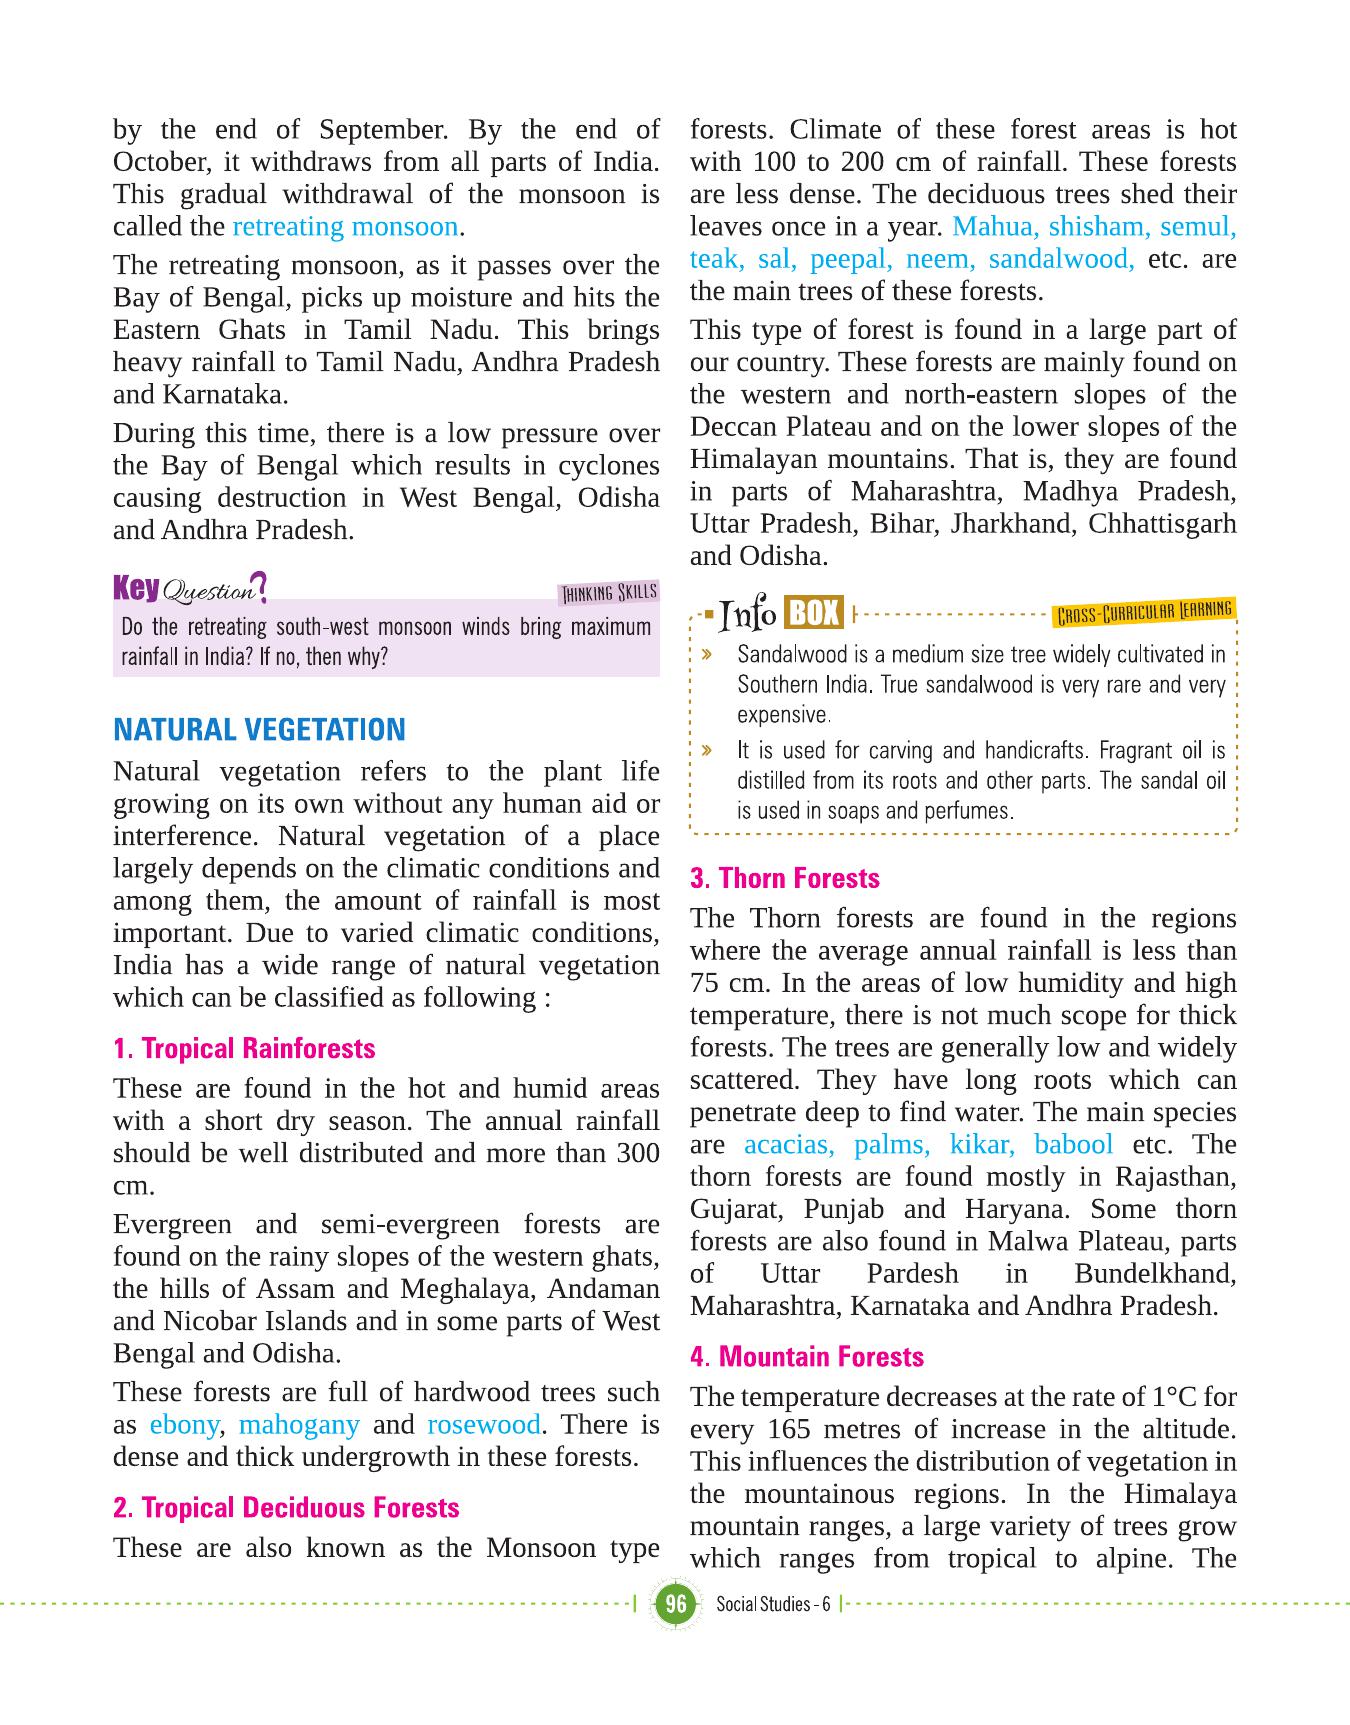 by the end of September. By the end of
October, it withdraws from all parts of India.
This gradual withdrawal of the monsoon is
called the retreating monsoon.
The retreating monsoon, as it passes over the
Bay of Bengal, picks up moisture and hits the
Eastern Ghats in Tamil Nadu. This brings
heavy rainfall to Tamil Nadu, Andhra Pradesh
and Karnataka.
During this time, there is a low pressure over
the Bay of Bengal which results in cyclones
causing destruction in West Bengal, Odisha
and Andhra Pradesh.
Key Question?
THINKING SKILLS
Do the retreating south-west monsoon winds bring maximum
rainfall in India? If no, then why?
NATURAL VEGETATION
Natural vegetation refers to the plant life
growing on its own without any human aid or
interference. Natural vegetation of a place
largely depends on the climatic conditions and
among them, the amount of rainfall is most
important. Due to varied climatic conditions,
India has a wide range of natural vegetation
which can be classified as following :
1. Tropical Rainforests
These are found in the hot and humid areas
with a short dry season. The annual rainfall
should be well distributed and more than 300
cm.
Evergreen and semi-evergreen forests are
found on the rainy slopes of the western ghats,
the hills of Assam and Meghalaya, Andaman
and Nicobar Islands and in some parts of West
Bengal and Odisha.
These forests are full of hardwood trees such
as ebony, mahogany and rosewood. There is
dense and thick undergrowth in these forests.
2. Tropical Deciduous Forests
These are also known as the Monsoon type
forests. Climate of these forest areas is hot
with 100 to 200 cm of rainfall. These forests
are less dense. The deciduous trees shed their
leaves once in a year. Mahua, shisham, semul,
teak, sal, peepal, neem, sandalwood, etc. are
the main trees of these forests.
This type of forest is found in a large part of
our country. These forests are mainly found on
the western and north-eastern slopes of the
Deccan Plateau and on the lower slopes of the
Himalayan mountains. That is, they are found
in parts of Maharashtra, Madhya Pradesh,
Uttar Pradesh, Bihar, Jharkhand, Chhattisgarh
and Odisha.
Info BOX
CROSS-CURRICULAR LEARNING
» Sandalwood is a medium size tree widely cultivated in
Southern India. True sandalwood is very rare and very
expensive.
» It is used for carving and handicrafts. Fragrant oil is
distilled from its roots and other parts. The sandal oil
is used in soaps and perfumes.
3. Thorn Forests
The Thorn forests are found in the regions
where the average annual rainfall is less than
75 cm. In the areas of low humidity and high
temperature, there is not much scope for thick
forests. The trees are generally low and widely
scattered. They have long roots which can
penetrate deep to find water. The main species
are acacias, palms, kikar, babool etc. The
thorn forests are found mostly in Rajasthan,
Gujarat, Punjab and Haryana. Some thorn
forests are also found in Malwa Plateau, parts
of Uttar Pardesh in Bundelkhand,
Maharashtra, Karnataka and Andhra Pradesh.
4. Mountain Forests
The temperature decreases at the rate of 1°C for
every 165 metres of increase in the altitude.
This influences the distribution of vegetation in
the mountainous regions. In the Himalaya
mountain ranges, a large variety of trees grow
which ranges from tropical to alpine. The
96 Social Studies - 6